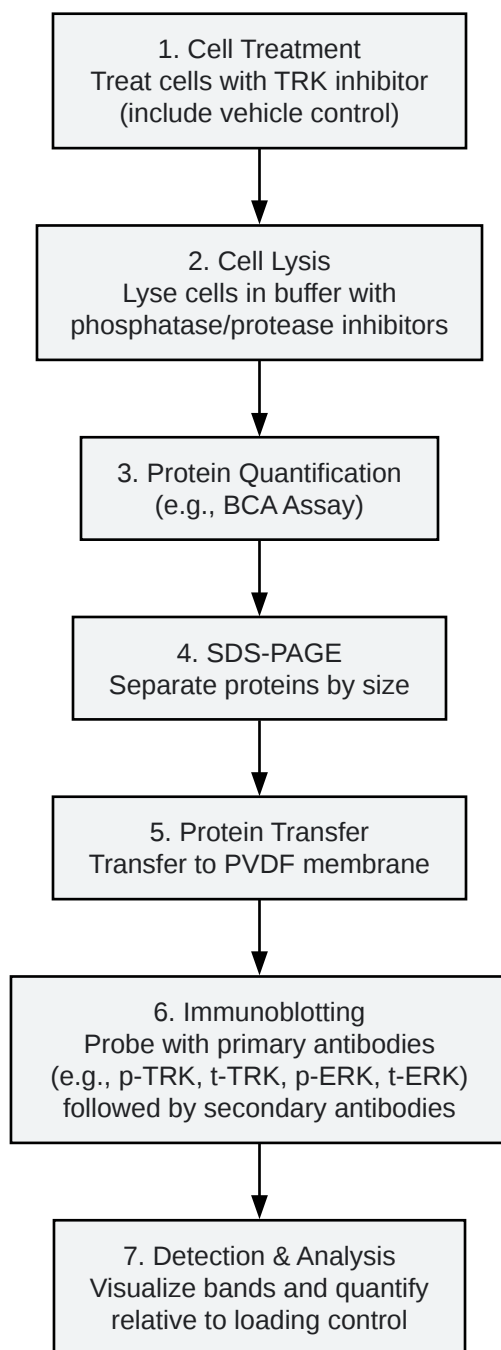 1. Cell Treatment
Treat cells with TRK inhibitor
(include vehicle control)
2. Cell Lysis
Lyse cells in buffer with
phosphatase/protease inhibitors
3. Protein Quantification
(e.g., BCA Assay)
4. SDS-PAGE
Separate proteins by size
5. Protein Transfer
Transfer to PVDF membrane
6. Immunoblotting
Probe with primary antibodies
(e.g., p-TRK, t-TRK, p-ERK, t-ERK)
followed by secondary antibodies
7. Detection & Analysis
Visualize bands and quantify
relative to loading control